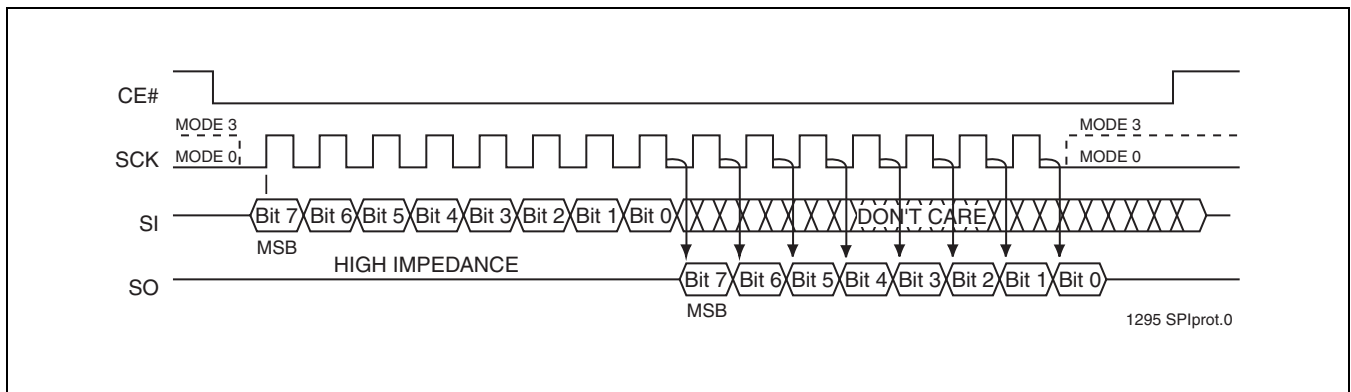 CE#
MODE 3 MODE 3
SCK MODE 0 MODE 0
SI Bit 7 Bit 6 Bit 5 Bit 4 Bit 3 Bit 2 Bit 1 Bit 0 DON'T CARE
MSB
HIGH IMPEDANCE
SO Bit 7 Bit 6 Bit 5 Bit 4 Bit 3 Bit 2 Bit 1 Bit 0
MSB
1295 SPIprot.0